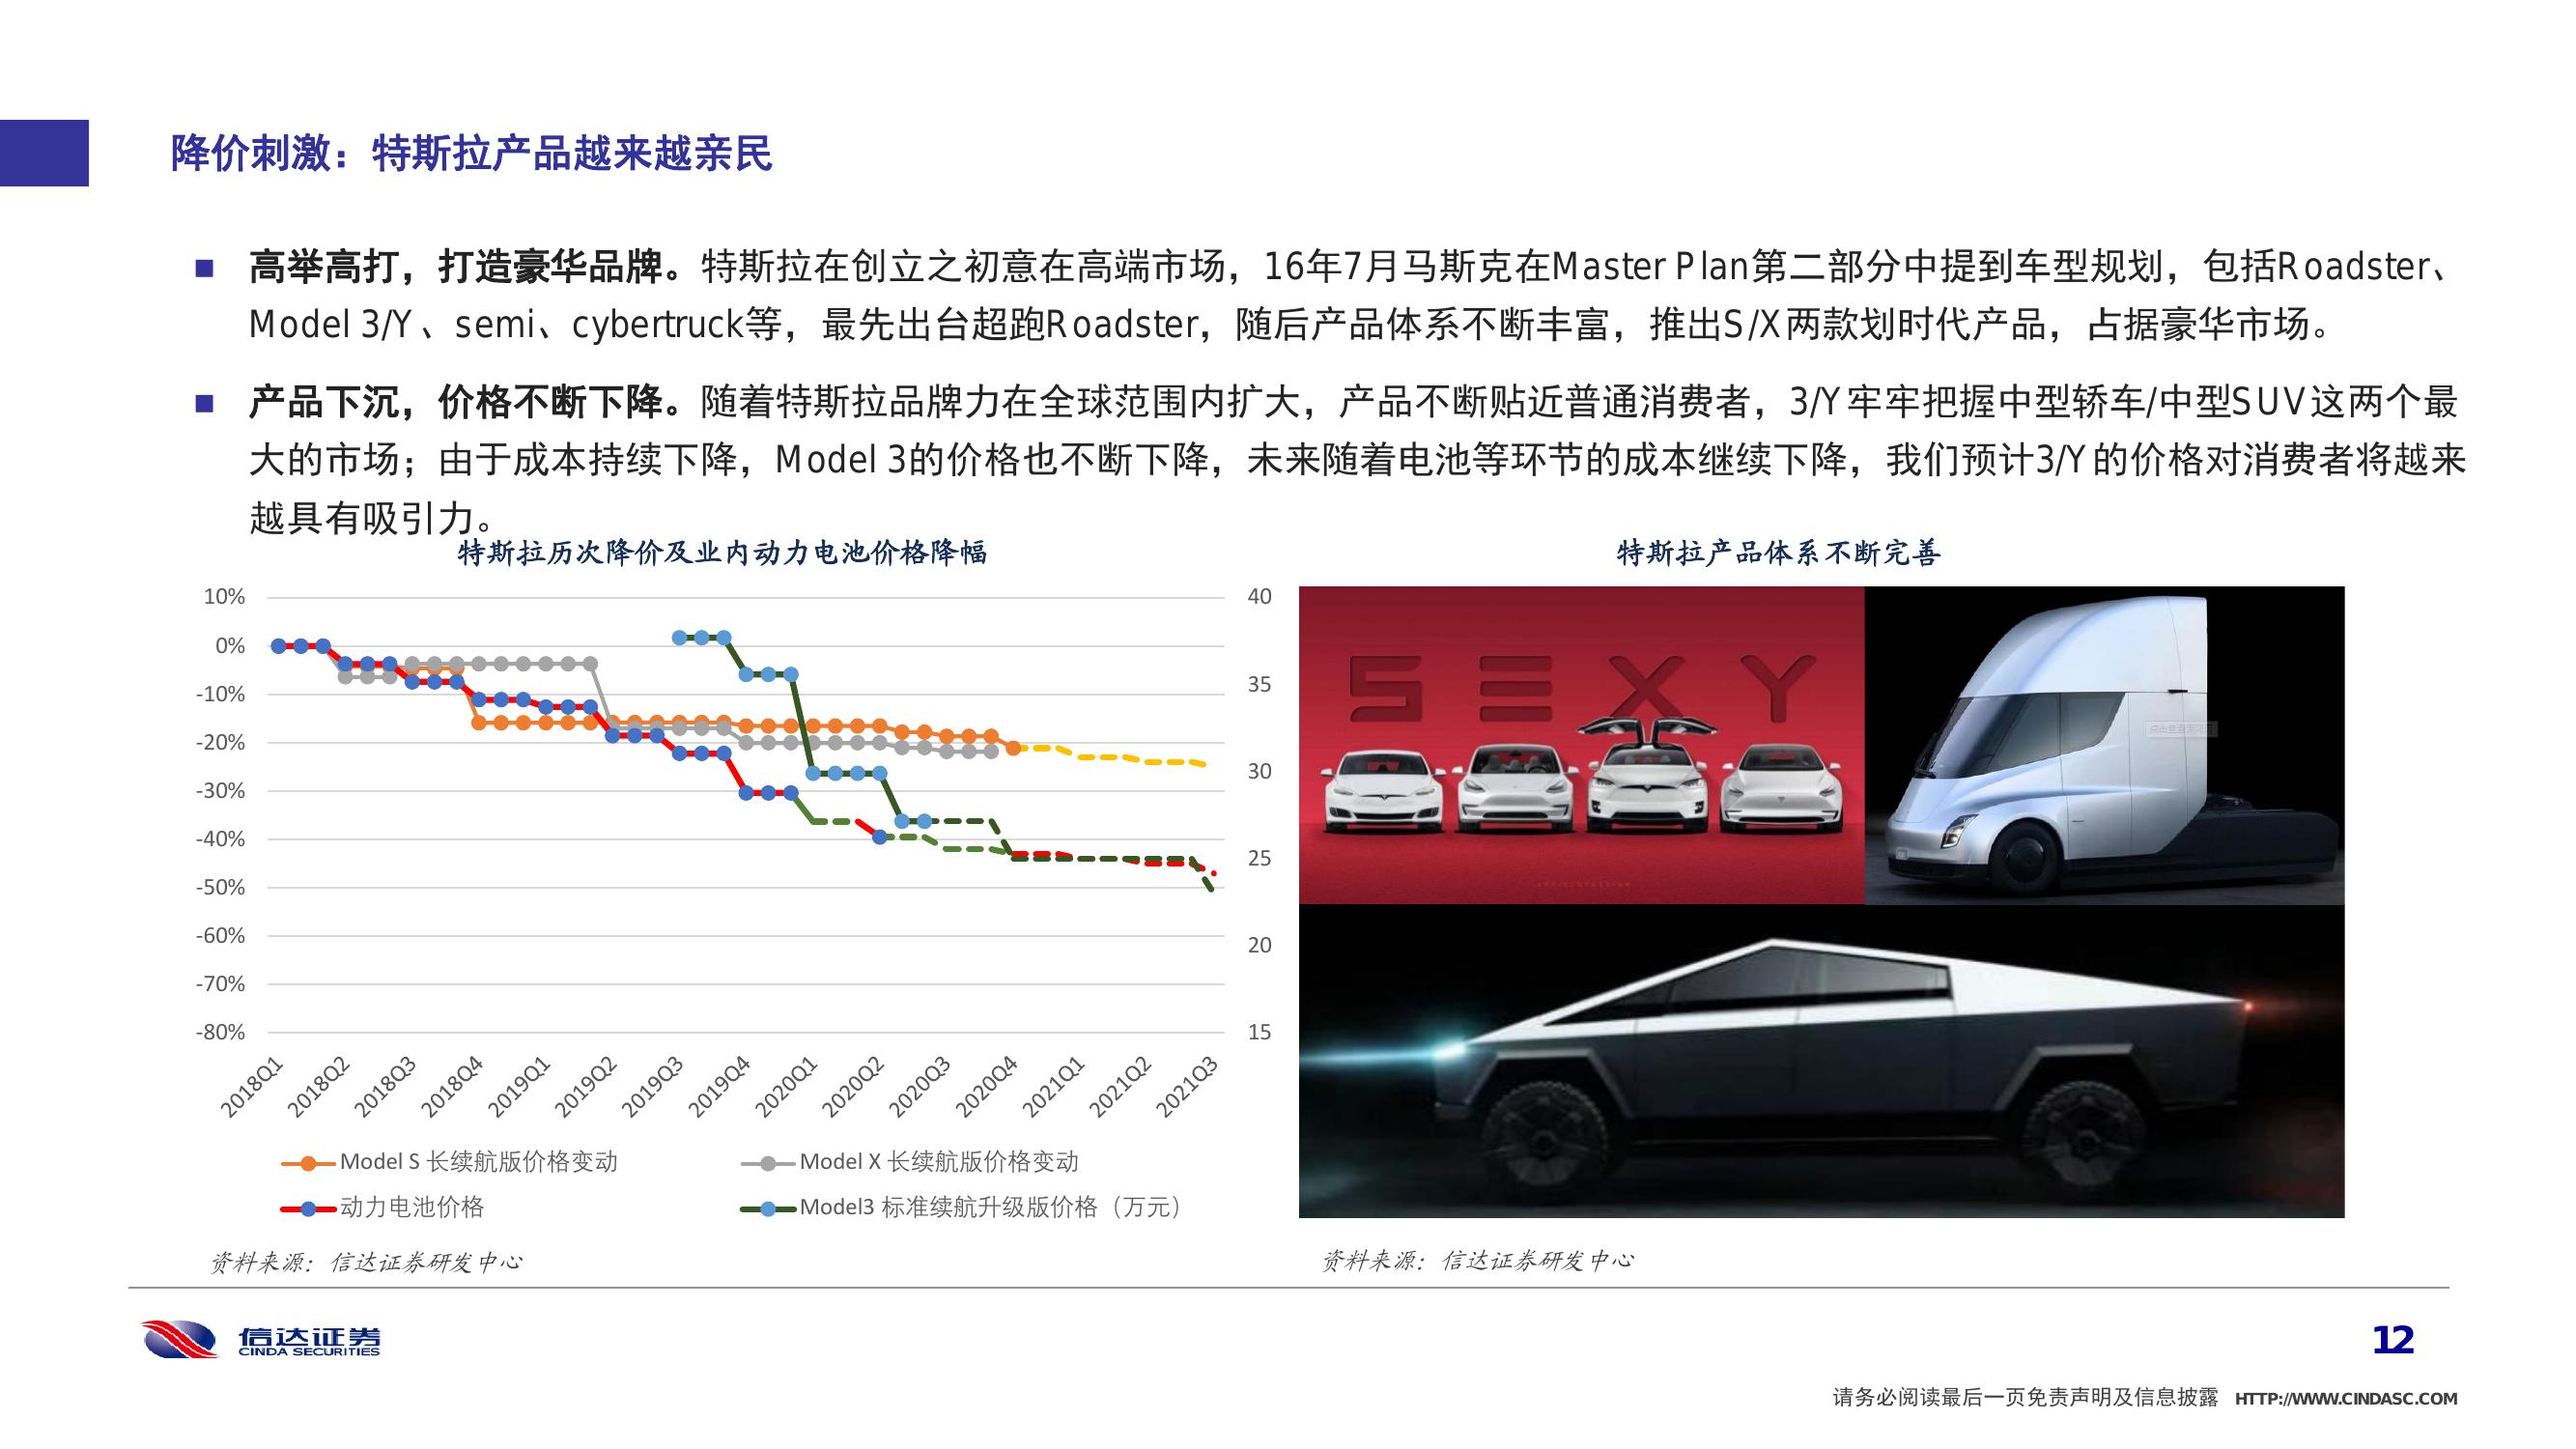 降价刺激：特斯拉产品越来越亲民
高举高打，打造豪华品牌。特斯拉在创立之初意在高端市场，16年7月马斯克在Master Plan第二部分中提到车型规划，包括Roadster、
Model 3/Y、semi、cybertruck等，最先出台超跑Roadster，随后产品体系不断丰富，推出S/X两款划时代产品，占据豪华市场。
产品下沉，价格不断下降。随着特斯拉品牌力在全球范围内扩大，产品不断贴近普通消费者，3/Y牢牢把握中型轿车/中型SUV这两个最
大的市场；由于成本持续下降，Model 3的价格也不断下降，未来随着电池等环节的成本继续下降，我们预计3/Y的价格对消费者将越来
越具有吸引力。
特斯拉历次降价及业内动力电池价格降幅
10%
0%
-10%
-20%
-30%
-40%
-50%
-60%
-70%
-80%
40
35
30
25
20
15
2018Q1
2018Q2
2018Q3
2018Q4
2019Q1
2019Q2
2019Q3
2019Q4
2020Q1
2020Q2
2020Q3
2020Q4
2021Q1
2021Q2
2021Q3
Model S 长续航版价格变动
Model X 长续航版价格变动
动力电池价格
Model3 标准续航升级版价格（万元）
资料来源：信达证券研发中心
特斯拉产品体系不断完善
SEXY
资料来源：信达证券研发中心
信达证券
CINDA SECURITIES
12
请务必阅读最后一页免责声明及信息披露 HTTP://WWW.CINDASC.COM